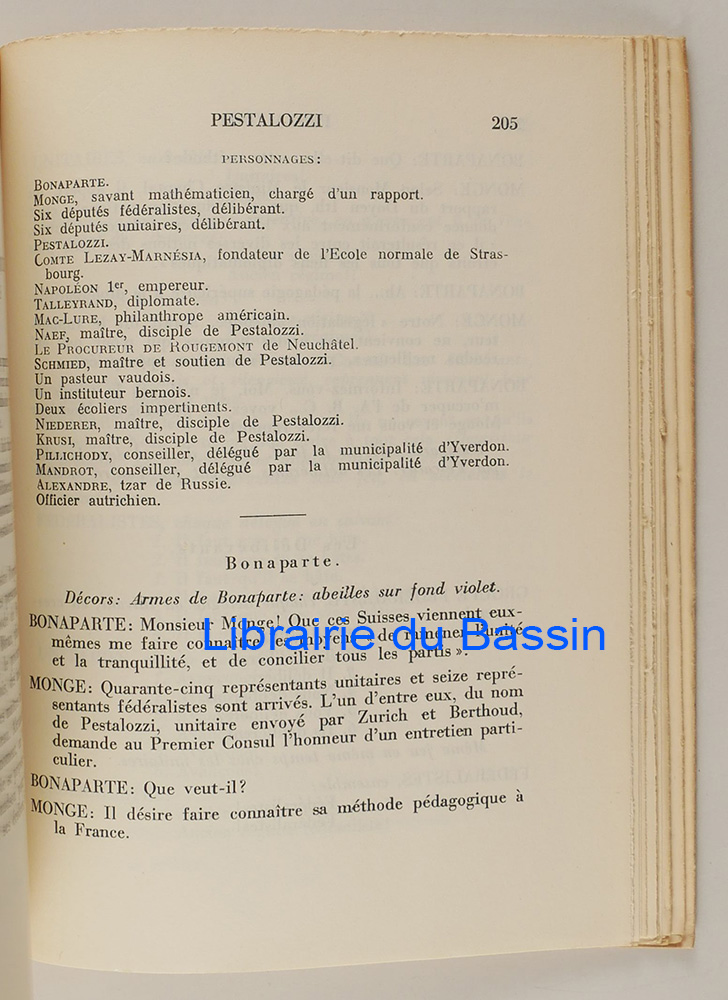 PESTALOZZI 205
PERSONNAGES:
BONAPARTE.
MONGE, savant mathématicien, chargé d'un rapport.
Six députés fédéralistes, délibérant.
Six députés unitaires, délibérant.
PESTALOZZI.
COMTE LEZAY-MARNÉSIA, fondateur de l'Ecole normale de Stras-
bourg.
NAPOLÉON 1er, empereur.
TALLEYRAND, diplomate.
MAC-LURE, philanthrope américain.
NAEF, maître, disciple de Pestalozzi.
LE PROCUREUR DE ROUGEMONT de Neuchâtel.
SCHMIED, maître et soutien de Pestalozzi.
Un pasteur vaudois.
Un instituteur bernois.
Deux écoliers impertinents.
NIEDERER, maître, disciple de Pestalozzi.
KRUSI, maître, disciple de Pestalozzi.
PILLICHODY, conseiller, délégué par la municipalité d'Yverdon.
MANDROT, conseiller, délégué par la municipalité d'Yverdon.
ALEXANDRE, tzar de Russie.
Officier autrichien.
Bonaparte.
Décors: Armes de Bonaparte: abeilles sur fond violet.
BONAPARTE: Monsieur Monge! Que ces Suisses viennent eux-
mêmes me faire connaître les moyens « de ramener l'unité
et la tranquillité, et de concilier tous les partis ».
Librairie du Bassin
MONGE: Quarante-cinq représentants unitaires et seize repré-
sentants fédéralistes sont arrivés. L'un d'entre eux, du nom
de Pestalozzi, unitaire envoyé par Zurich et Berthoud,
demande au Premier Consul l'honneur d'un entretien parti-
culier.
BONAPARTE: Que veut-il?
MONGE: Il désire faire connaître sa méthode pédagogique à
la France.